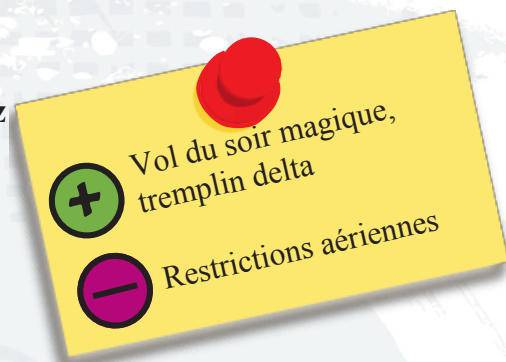 z
+ Vol du soir magique,
tremplin delta
– Restrictions aériennes